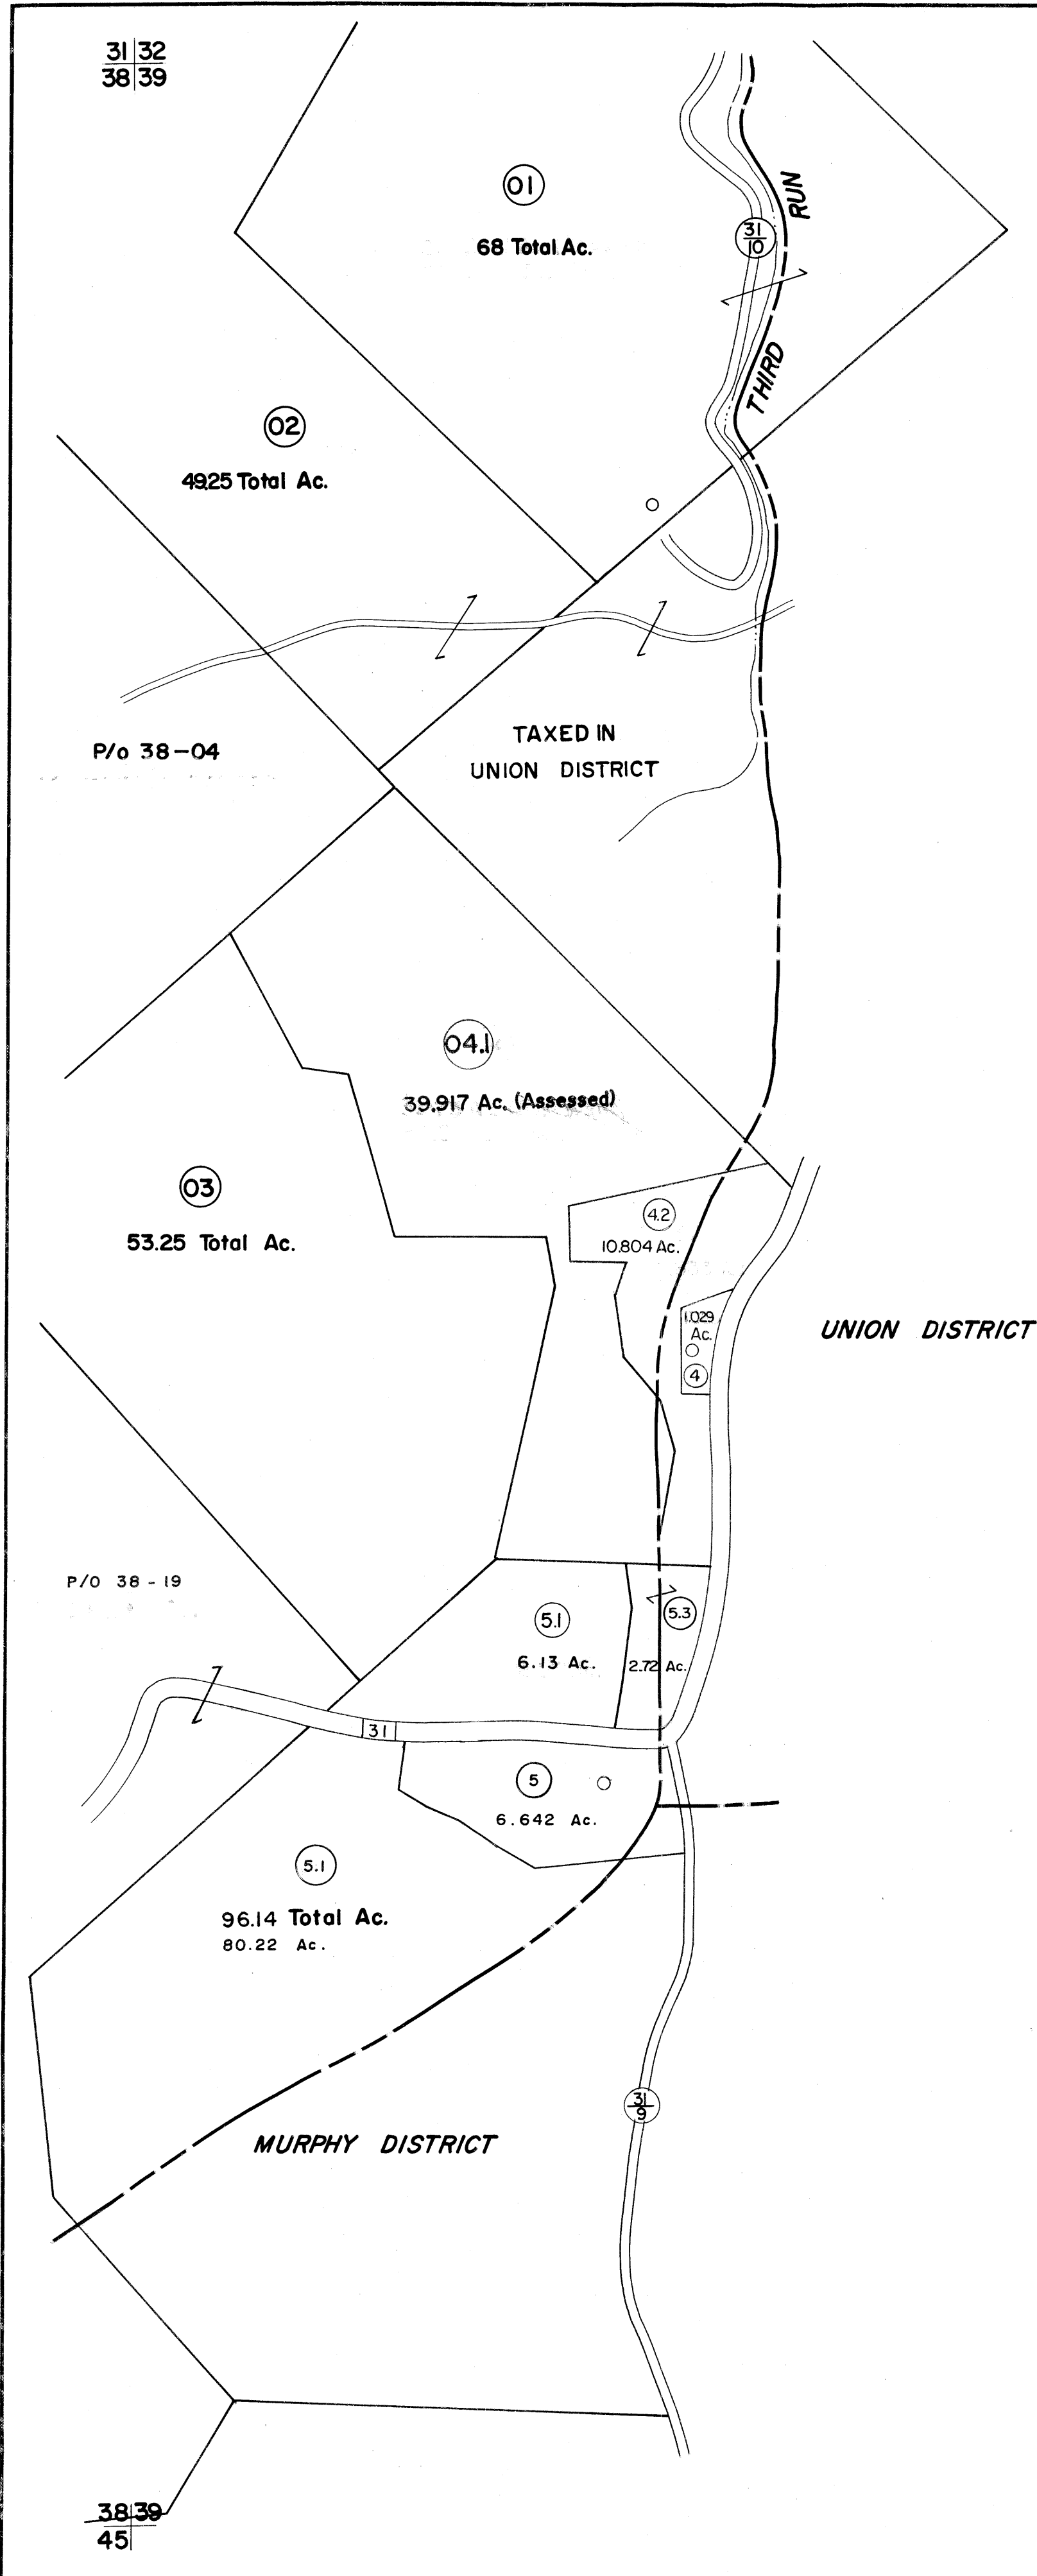 31 32
38 39
01
68 Total Ac.
RUN
31
10
THIRD
02
49.25 Total Ac.
TAXED IN
UNION DISTRICT
P/o 38-04
04.1
39.917 Ac. (Assessed)
03
53.25 Total Ac.
4.2
10.804 Ac.
1.029
Ac.
4
UNION DISTRICT
P/O 38-19
5.1
6.13 Ac.
5.3
2.72 Ac.
31
5
6.642 Ac.
5.1
96.14 Total Ac.
80.22 Ac.
31
9
MURPHY DISTRICT
38 39
45